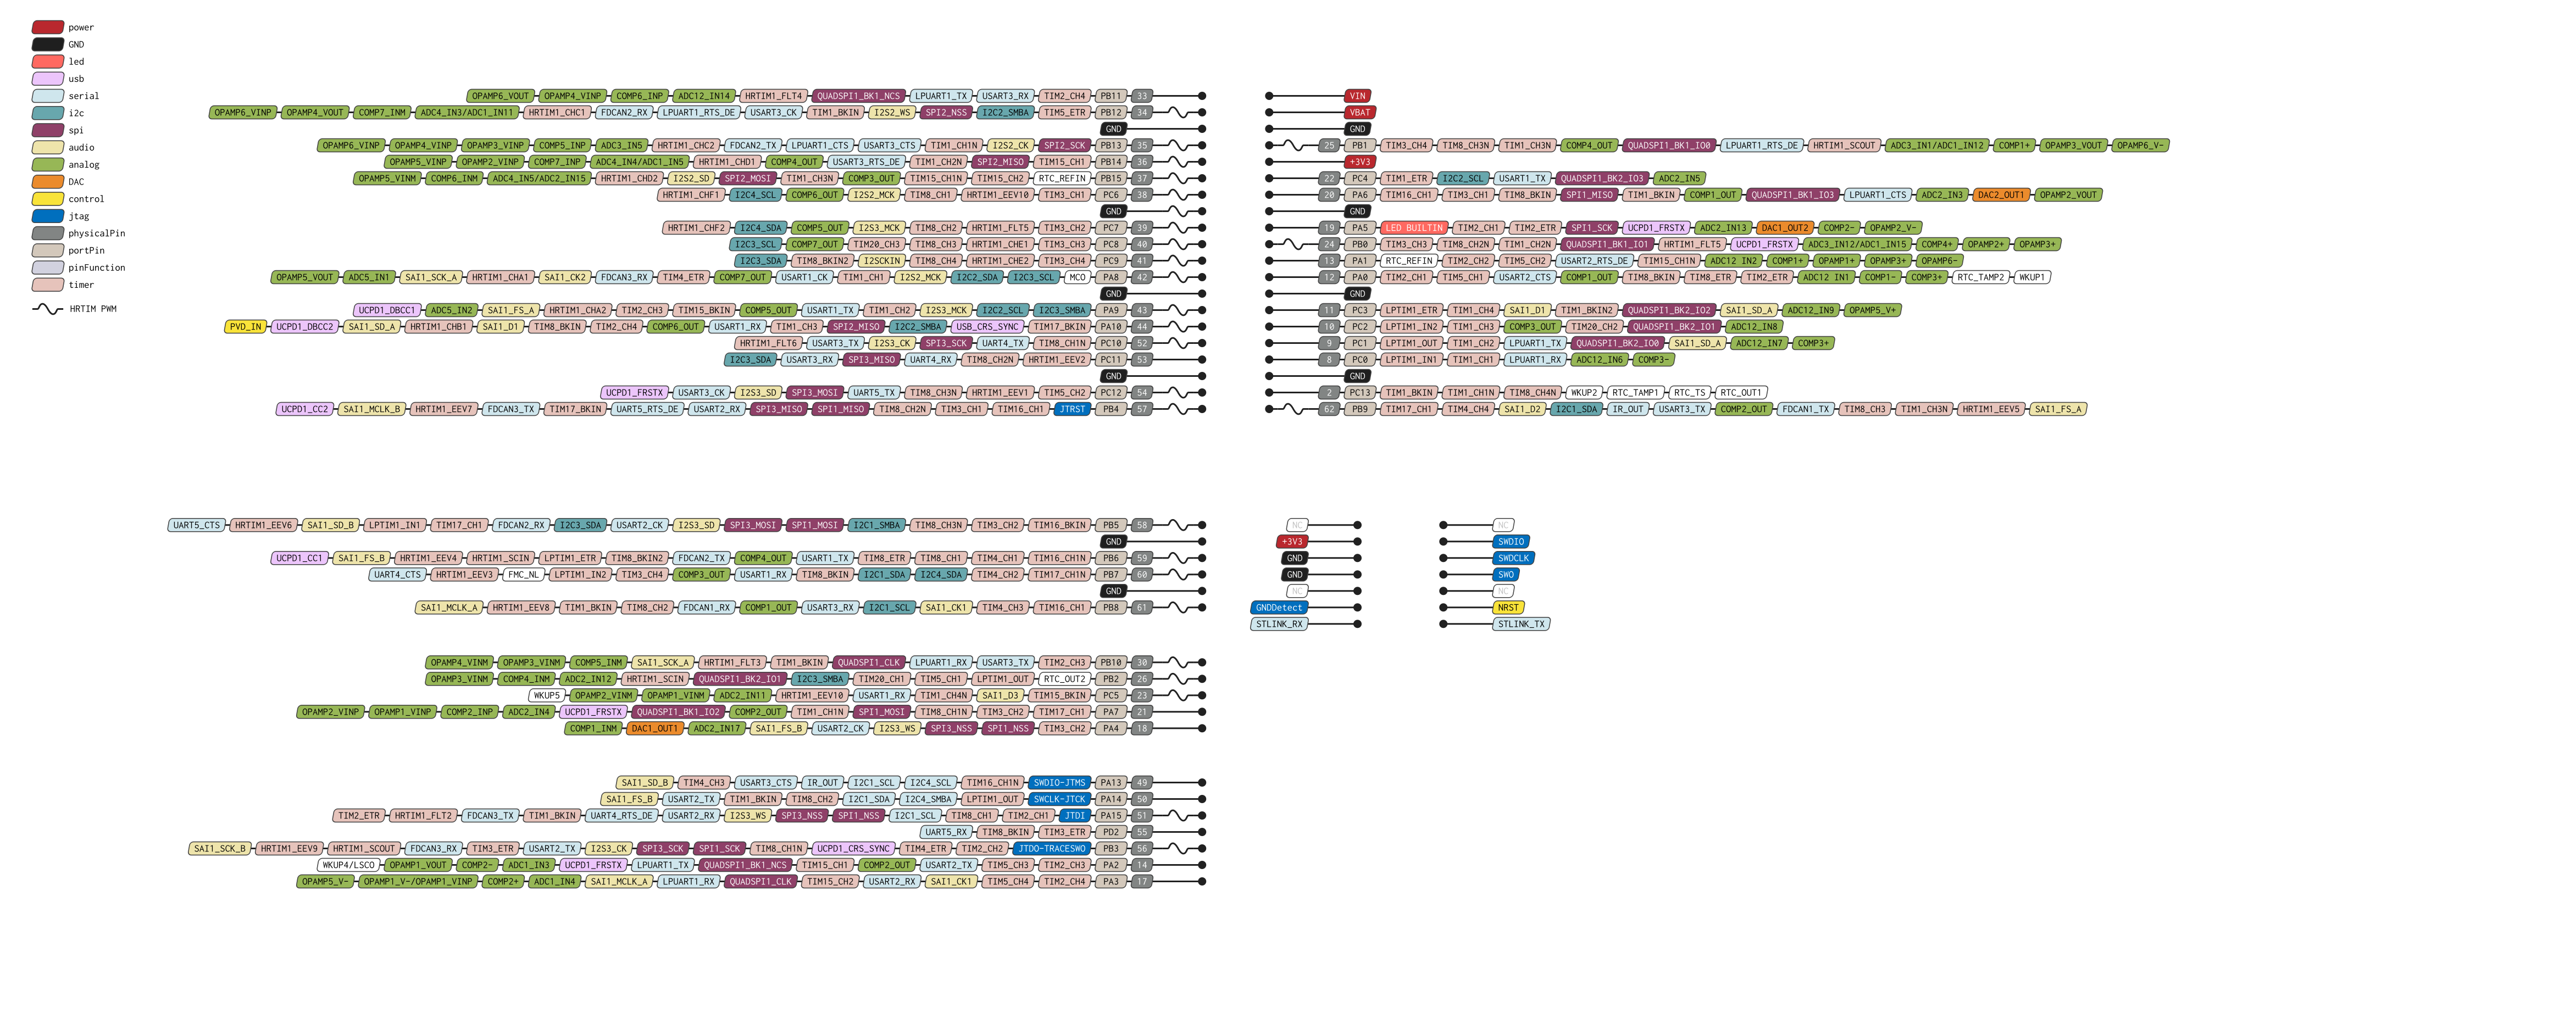 power
GND
led
usb
serial
i2c
spi
audio
analog
DAC
control
jtag
physicalPin
portPin
pinFunction
timer
HRTIM PWM
OPAMP6_VOUT OPAMP4_VINP COMP6_INP ADC12_IN14 HRTIM1_FLT4 QUADSPI1_BK1_NCS LPUART1_TX USART3_RX TIM2_CH4 PB11 33
OPAMP6_VINP OPAMP4_VOUT COMP7_INM ADC4_IN3/ADC1_IN11 HRTIM1_CHC1 FDCAN2_RX LPUART1_RTS_DE USART3_CK TIM1_BKIN I2S2_WS SPI2_NSS I2C2_SMBA TIM5_ETR PB12 34
GND
OPAMP6_VINP OPAMP4_VINP OPAMP3_VINP COMP5_INP ADC3_IN5 HRTIM1_CHC2 FDCAN2_TX LPUART1_CTS USART3_CTS TIM1_CH1N I2S2_CK SPI2_SCK PB13 35
OPAMP5_VINP OPAMP2_VINP COMP7_INP ADC4_IN4/ADC1_IN5 HRTIM1_CHD1 COMP4_OUT USART3_RTS_DE TIM1_CH2N SPI2_MISO TIM15_CH1 PB14 36
OPAMP5_VINM COMP6_INM ADC4_IN5/ADC2_IN15 HRTIM1_CHD2 I2S2_SD SPI2_MOSI TIM1_CH3N COMP3_OUT TIM15_CH1N TIM15_CH2 RTC_REFIN PB15 37
HRTIM1_CHF1 I2C4_SCL COMP6_OUT I2S2_MCK TIM8_CH1 HRTIM1_EEV10 TIM3_CH1 PC6 38
GND
HRTIM1_CHF2 I2C4_SDA COMP5_OUT I2S3_MCK TIM8_CH2 HRTIM1_FLT5 TIM3_CH2 PC7 39
I2C3_SCL COMP7_OUT TIM20_CH3 TIM8_CH3 HRTIM1_CHE1 TIM3_CH3 PC8 40
I2C3_SDA TIM8_BKIN2 I2SCKIN TIM8_CH4 HRTIM1_CHE2 TIM3_CH4 PC9 41
OPAMP5_VOUT ADC5_IN1 SAI1_SCK_A HRTIM1_CHA1 SAI1_CK2 FDCAN3_RX TIM4_ETR COMP7_OUT USART1_CK TIM1_CH1 I2S2_MCK I2C2_SDA I2C3_SCL MCO PA8 42
GND
UCPD1_DBCC1 ADC5_IN2 SAI1_FS_A HRTIM1_CHA2 TIM2_CH3 TIM15_BKIN COMP5_OUT USART1_TX TIM1_CH2 I2S3_MCK I2C2_SCL I2C3_SMBA PA9 43
PVD_IN UCPD1_DBCC2 SAI1_SD_A HRTIM1_CHB1 SAI1_D1 TIM8_BKIN TIM2_CH4 COMP6_OUT USART1_RX TIM1_CH3 SPI2_MISO I2C2_SMBA USB_CRS_SYNC TIM17_BKIN PA10 44
HRTIM1_FLT6 USART3_TX I2S3_CK SPI3_SCK UART4_TX TIM8_CH1N PC10 52
I2C3_SDA USART3_RX SPI3_MISO UART4_RX TIM8_CH2N HRTIM1_EEV2 PC11 53
GND
UCPD1_FRSTX USART3_CK I2S3_SD SPI3_MOSI UART5_TX TIM8_CH3N HRTIM1_EEV1 TIM5_CH2 PC12 54
UCPD1_CC2 SAI1_MCLK_B HRTIM1_EEV7 FDCAN3_TX TIM17_BKIN UART5_RTS_DE USART2_RX SPI3_MISO SPI1_MISO TIM8_CH2N TIM3_CH1 TIM16_CH1 JTRST PB4 57
VIN
VBAT
GND
25 PB1 TIM3_CH4 TIM8_CH3N TIM1_CH3N COMP4_OUT QUADSPI1_BK1_IO0 LPUART1_RTS_DE HRTIM1_SCOUT ADC3_IN1/ADC1_IN12 COMP1+ OPAMP3_VOUT OPAMP6_V-
+3V3
22 PC4 TIM1_ETR I2C2_SCL USART1_TX QUADSPI1_BK2_IO3 ADC2_IN5
20 PA6 TIM16_CH1 TIM3_CH1 TIM8_BKIN SPI1_MISO TIM1_BKIN COMP1_OUT QUADSPI1_BK1_IO3 LPUART1_CTS ADC2_IN3 DAC2_OUT1 OPAMP2_VOUT
GND
19 PA5 LED_BUILTIN TIM2_CH1 TIM2_ETR SPI1_SCK UCPD1_FRSTX ADC2_IN13 DAC1_OUT2 COMP2- OPAMP2_V-
24 PB0 TIM3_CH3 TIM8_CH2N TIM1_CH2N QUADSPI1_BK1_IO1 HRTIM1_FLT5 UCPD1_FRSTX ADC3_IN12/ADC1_IN15 COMP4+ OPAMP2+ OPAMP3+
13 PA1 RTC_REFIN TIM2_CH2 TIM5_CH2 USART2_RTS_DE TIM15_CH1N ADC12 IN2 COMP1+ OPAMP1+ OPAMP3+ OPAMP6-
12 PA0 TIM2_CH1 TIM5_CH1 USART2_CTS COMP1_OUT TIM8_BKIN TIM8_ETR TIM2_ETR ADC12 IN1 COMP1- COMP3+ RTC_TAMP2 WKUP1
GND
11 PC3 LPTIM1_ETR TIM1_CH4 SAI1_D1 TIM1_BKIN2 QUADSPI1_BK2_IO2 SAI1_SD_A ADC12_IN9 OPAMP5_V+
10 PC2 LPTIM1_IN2 TIM1_CH3 COMP3_OUT TIM20_CH2 QUADSPI1_BK2_IO1 ADC12_IN8
9 PC1 LPTIM1_OUT TIM1_CH2 LPUART1_TX QUADSPI1_BK2_IO0 SAI1_SD_A ADC12_IN7 COMP3+
8 PC0 LPTIM1_IN1 TIM1_CH1 LPUART1_RX ADC12_IN6 COMP3-
GND
2 PC13 TIM1_BKIN TIM1_CH1N TIM8_CH4N WKUP2 RTC_TAMP1 RTC_TS RTC_OUT1
62 PB9 TIM17_CH1 TIM4_CH4 SAI1_D2 I2C1_SDA IR_OUT USART3_TX COMP2_OUT FDCAN1_TX TIM8_CH3 TIM1_CH3N HRTIM1_EEV5 SAI1_FS_A
UART5_CTS HRTIM1_EEV6 SAI1_SD_B LPTIM1_IN1 TIM17_CH1 FDCAN2_RX I2C3_SDA USART2_CK I2S3_SD SPI3_MOSI SPI1_MOSI I2C1_SMBA TIM8_CH3N TIM3_CH2 TIM16_BKIN PB5 58
GND
UCPD1_CC1 SAI1_FS_B HRTIM1_EEV4 HRTIM1_SCIN LPTIM1_ETR TIM8_BKIN2 FDCAN2_TX COMP4_OUT USART1_TX TIM8_ETR TIM8_CH1 TIM4_CH1 TIM16_CH1N PB6 59
UART4_CTS HRTIM1_EEV3 FMC_NL LPTIM1_IN2 TIM3_CH4 COMP3_OUT USART1_RX TIM8_BKIN I2C1_SDA I2C4_SDA TIM4_CH2 TIM17_CH1N PB7 60
GND
SAI1_MCLK_A HRTIM1_EEV8 TIM1_BKIN TIM8_CH2 FDCAN1_RX COMP1_OUT USART3_RX I2C1_SCL SAI1_CK1 TIM4_CH3 TIM16_CH1 PB8 61
NC
+3V3
GND
GND
NC
GNDDetect
STLINK_RX
NC
SWDIO
SWDCLK
SWO
NC
NRST
STLINK_TX
OPAMP4_VINM OPAMP3_VINM COMP5_INM SAI1_SCK_A HRTIM1_FLT3 TIM1_BKIN QUADSPI1_CLK LPUART1_RX USART3_TX TIM2_CH3 PB10 30
OPAMP3_VINM COMP4_INM ADC2_IN12 HRTIM1_SCIN QUADSPI1_BK2_IO1 I2C3_SMBA TIM20_CH1 TIM5_CH1 LPTIM1_OUT RTC_OUT2 PB2 26
WKUP5 OPAMP2_VINM OPAMP1_VINM ADC2_IN11 HRTIM1_EEV10 USART1_RX TIM1_CH4N SAI1_D3 TIM15_BKIN PC5 23
OPAMP2_VINP OPAMP1_VINP COMP2_INP ADC2_IN4 UCPD1_FRSTX QUADSPI1_BK1_IO2 COMP2_OUT TIM1_CH1N SPI1_MOSI TIM8_CH1N TIM3_CH2 TIM17_CH1 PA7 21
COMP1_INM DAC1_OUT1 ADC2_IN17 SAI1_FS_B USART2_CK I2S3_WS SPI3_NSS SPI1_NSS TIM3_CH2 PA4 18
SAI1_SD_B TIM4_CH3 USART3_CTS IR_OUT I2C1_SCL I2C4_SCL TIM16_CH1N SWDIO-JTMS PA13 49
SAI1_FS_B USART2_TX TIM1_BKIN TIM8_CH2 I2C1_SDA I2C4_SMBA LPTIM1_OUT SWCLK-JTCK PA14 50
TIM2_ETR HRTIM1_FLT2 FDCAN3_TX TIM1_BKIN UART4_RTS_DE USART2_RX I2S3_WS SPI3_NSS SPI1_NSS I2C1_SCL TIM8_CH1 TIM2_CH1 JTDI PA15 51
UART5_RX TIM8_BKIN TIM3_ETR PD2 55
SAI1_SCK_B HRTIM1_EEV9 HRTIM1_SCOUT FDCAN3_RX TIM3_ETR USART2_TX I2S3_CK SPI3_SCK SPI1_SCK TIM8_CH1N UCPD1_CRS_SYNC TIM4_ETR TIM2_CH2 JTDO-TRACESWO PB3 56
WKUP4/LSCO OPAMP1_VOUT COMP2- ADC1_IN3 UCPD1_FRSTX LPUART1_TX QUADSPI1_BK1_NCS TIM15_CH1 COMP2_OUT USART2_TX TIM5_CH3 TIM2_CH3 PA2 14
OPAMP5_V- OPAMP1_V-/OPAMP1_VINP COMP2+ ADC1_IN4 SAI1_MCLK_A LPUART1_RX QUADSPI1_CLK TIM15_CH2 USART2_RX SAI1_CK1 TIM5_CH4 TIM2_CH4 PA3 17